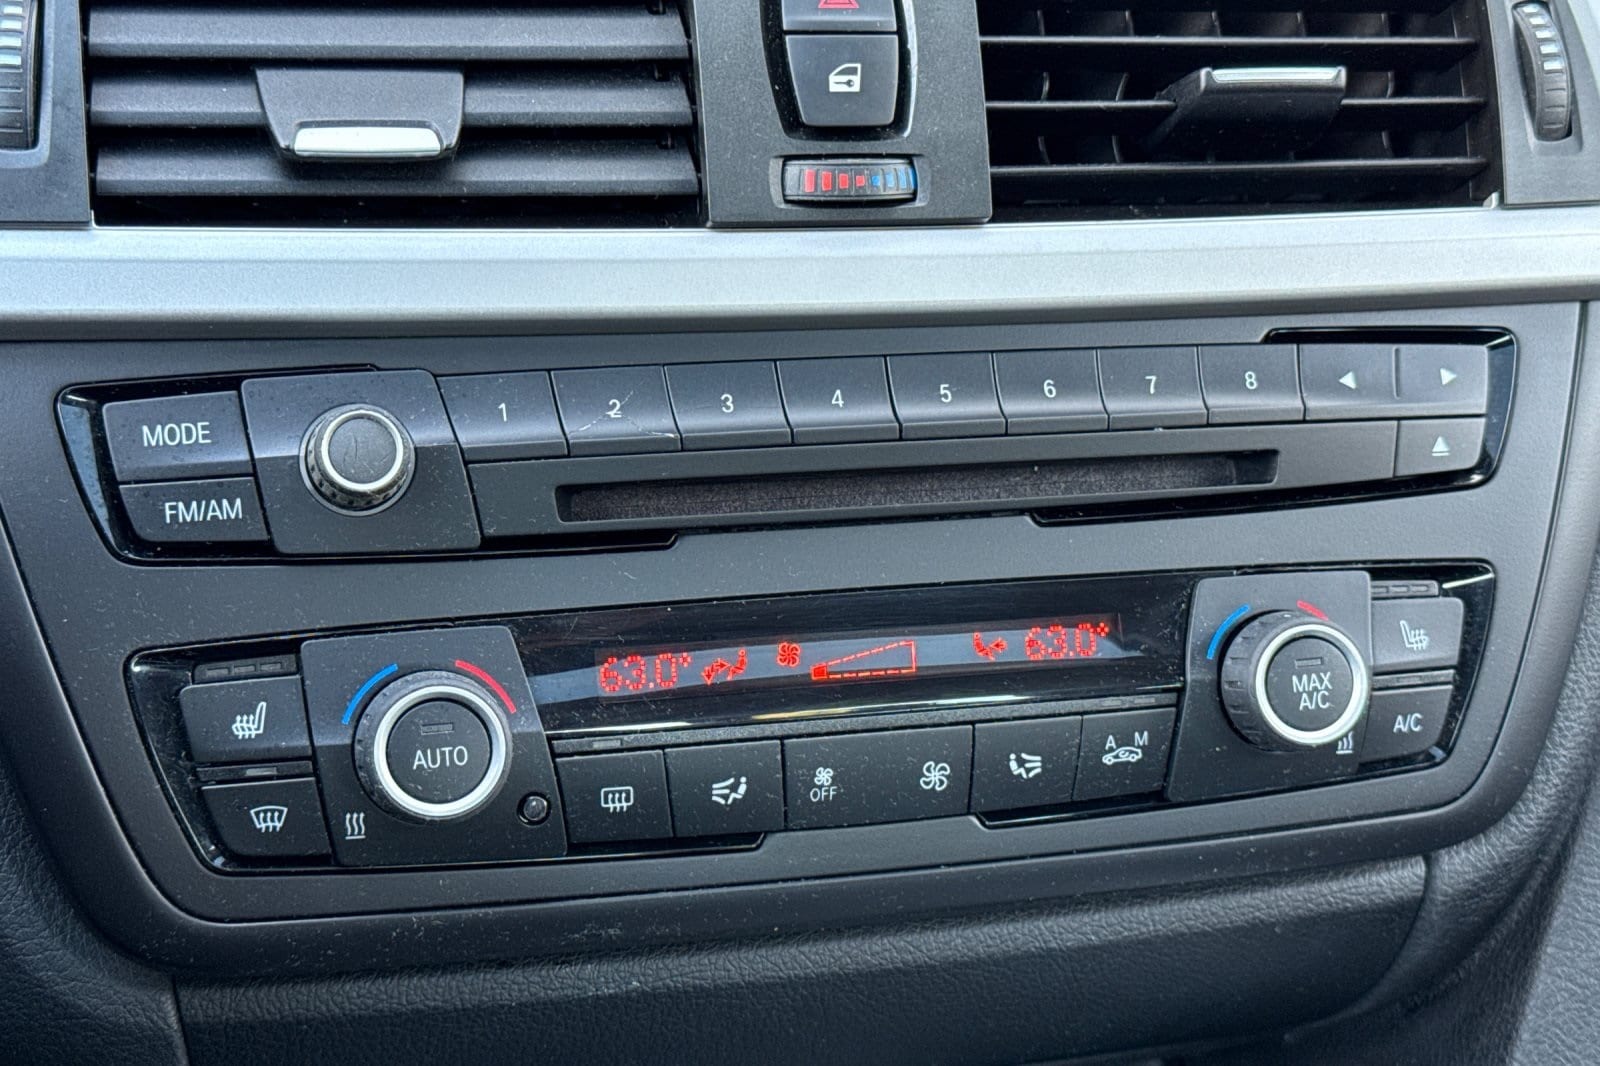 MODE
1 2 3 4 5 6 7 8
FM/AM
63.0° 63.0°
AUTO
MAX
A/C
A/C
OFF
A M